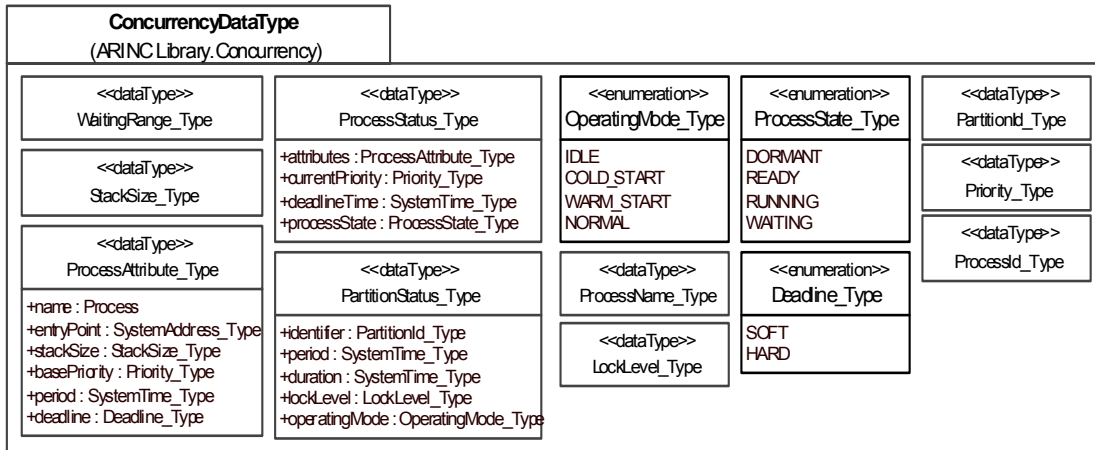 ConcurrencyDataType
(ARINC Library.Concurrency)
<<dataType>>
WaitingRange_Type
<<dataType>>
StackSize_Type
<<dataType>>
ProcessAttribute_Type
+name : Process
+entryPoint : SystemAddress_Type
+stackSize : StackSize_Type
+basePriority : Priority_Type
+period : SystemTime_Type
+deadline : Deadline_Type
<<dataType>>
ProcessStatus_Type
+attributes : ProcessAttribute_Type
+currentPriority : Priority_Type
+deadlineTime : SystemTime_Type
+processState : ProcessState_Type
<<dataType>>
PartitionStatus_Type
+identifier : PartitionId_Type
+period : SystemTime_Type
+duration : SystemTime_Type
+lockLevel : LockLevel_Type
+operatingMode : OperatingMode_Type
<<enumeration>>
OperatingMode_Type
IDLE
COLD_START
WARM_START
NORMAL
<<dataType>>
ProcessName_Type
<<dataType>>
LockLevel_Type
<<enumeration>>
ProcessState_Type
DORMANT
READY
RUNNING
WAITING
<<enumeration>>
Deadline_Type
SOFT
HARD
<<dataType>>
PartitionId_Type
<<dataType>>
Priority_Type
<<dataType>>
ProcessId_Type